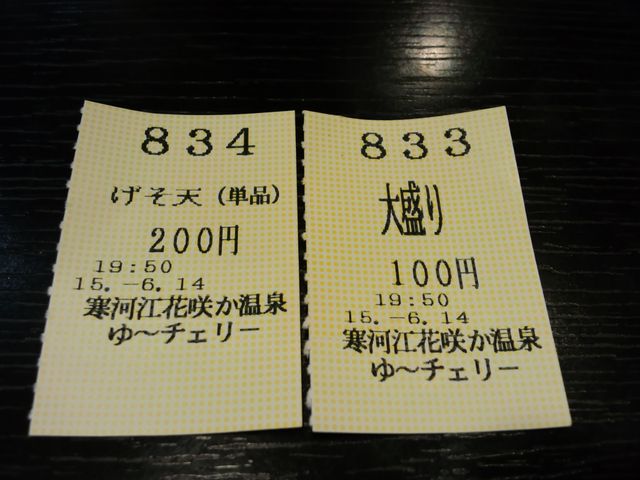 834
げそ天(単品)
200円
19:50
15.-6.14
寒河江花咲か温泉
ゆ～チェリー
833
大盛り
100円
19:50
15.-6.14
寒河江花咲か温泉
ゆ～チェリー